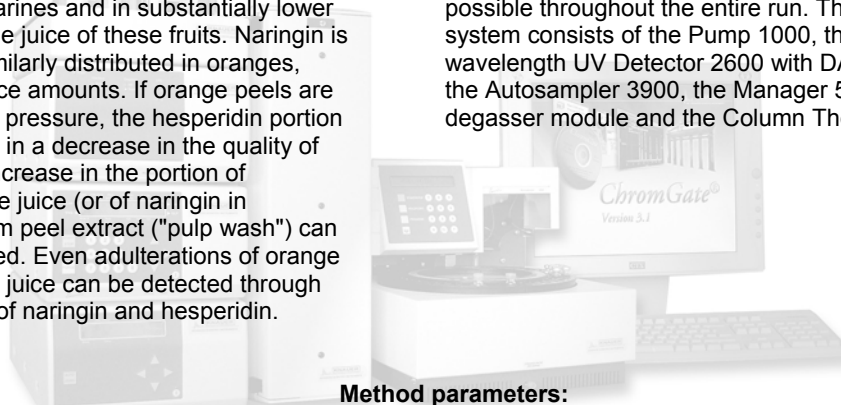 arines and in substantially lower
e juice of these fruits. Naringin is
milarly distributed in oranges,
ce amounts. If orange peels are
pressure, the hesperidin portion
in a decrease in the quality of
crease in the portion of
e juice (or of naringin in
m peel extract ("pulp wash") can
ed. Even adulterations of orange
juice can be detected through
of naringin and hesperidin.
possible throughout the entire run. Th
system consists of the Pump 1000, th
wavelength UV Detector 2600 with DA
the Autosampler 3900, the Manager 5
degasser module and the Column The
ChromGate®
Version 3.1
Method parameters: